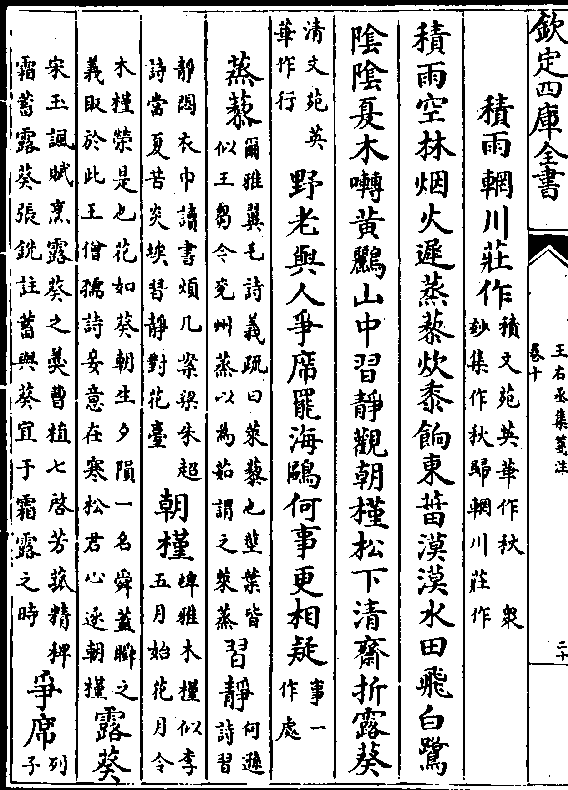 欽定四庫全書
王右丞集箋注
卷十
二十
積雨輞川莊作積文苑英華作秋 衆
玅集作秋歸輞川莊作
積雨空林烟火遲蒸藜炊黍餉東菑漠漠水田飛白鷺
陰陰夏木囀黃鸝山中習靜觀朝槿松下清齋折露葵
清文苑英
華作行
野老與人爭席罷海鷗何事更相疑事一
作處
蒸藜爾雅翼毛詩義疏曰萊藜也莖葉皆
似王芻今兖州蒸以為茹謂之萊蒸
習靜何遜
詩習
靜悶衣巾讀書煩几案梁朱超
詩當夏苦炎埃習靜對花臺
朝槿埤雅木槿似李
五月始花月令
木槿榮是也花如葵朝生夕隕一名舜蓋瞬之
義取於此王僧孺詩妾意在寒松君心逐朝槿
露葵
宋玉諷賦烹露葵之羮曹植七啓芳菰精稗
霜蓄露葵張銑註蓄與葵宜于霜露之時
爭席列
子